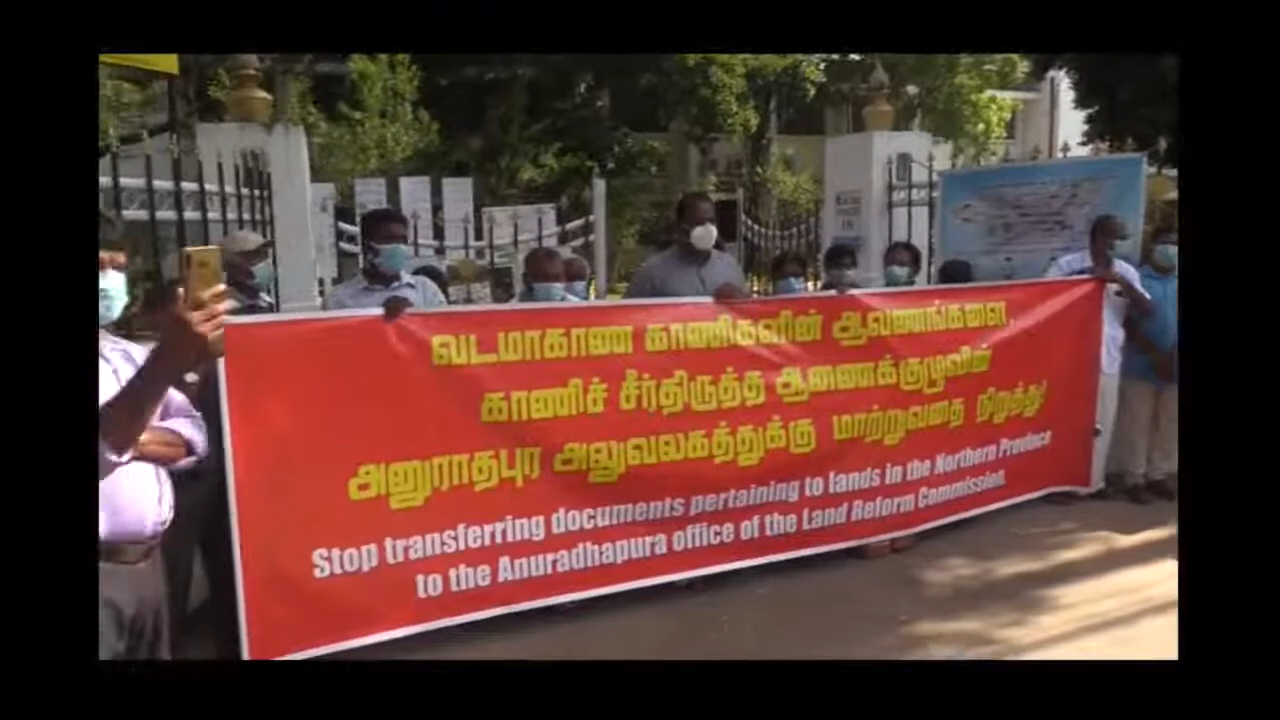 வடமாகாண காணிகளின் ஆவணங்களை
காணிச் சீர்திருத்த ஆணைக்குழுவின்
அனுராதபுர அலுவலகத்துக்கு மாற்றுவதை நிறுத்து!
Stop transferring documents pertaining to lands in the Northern Province
to the Anuradhapura office of the Land Reform Commission.